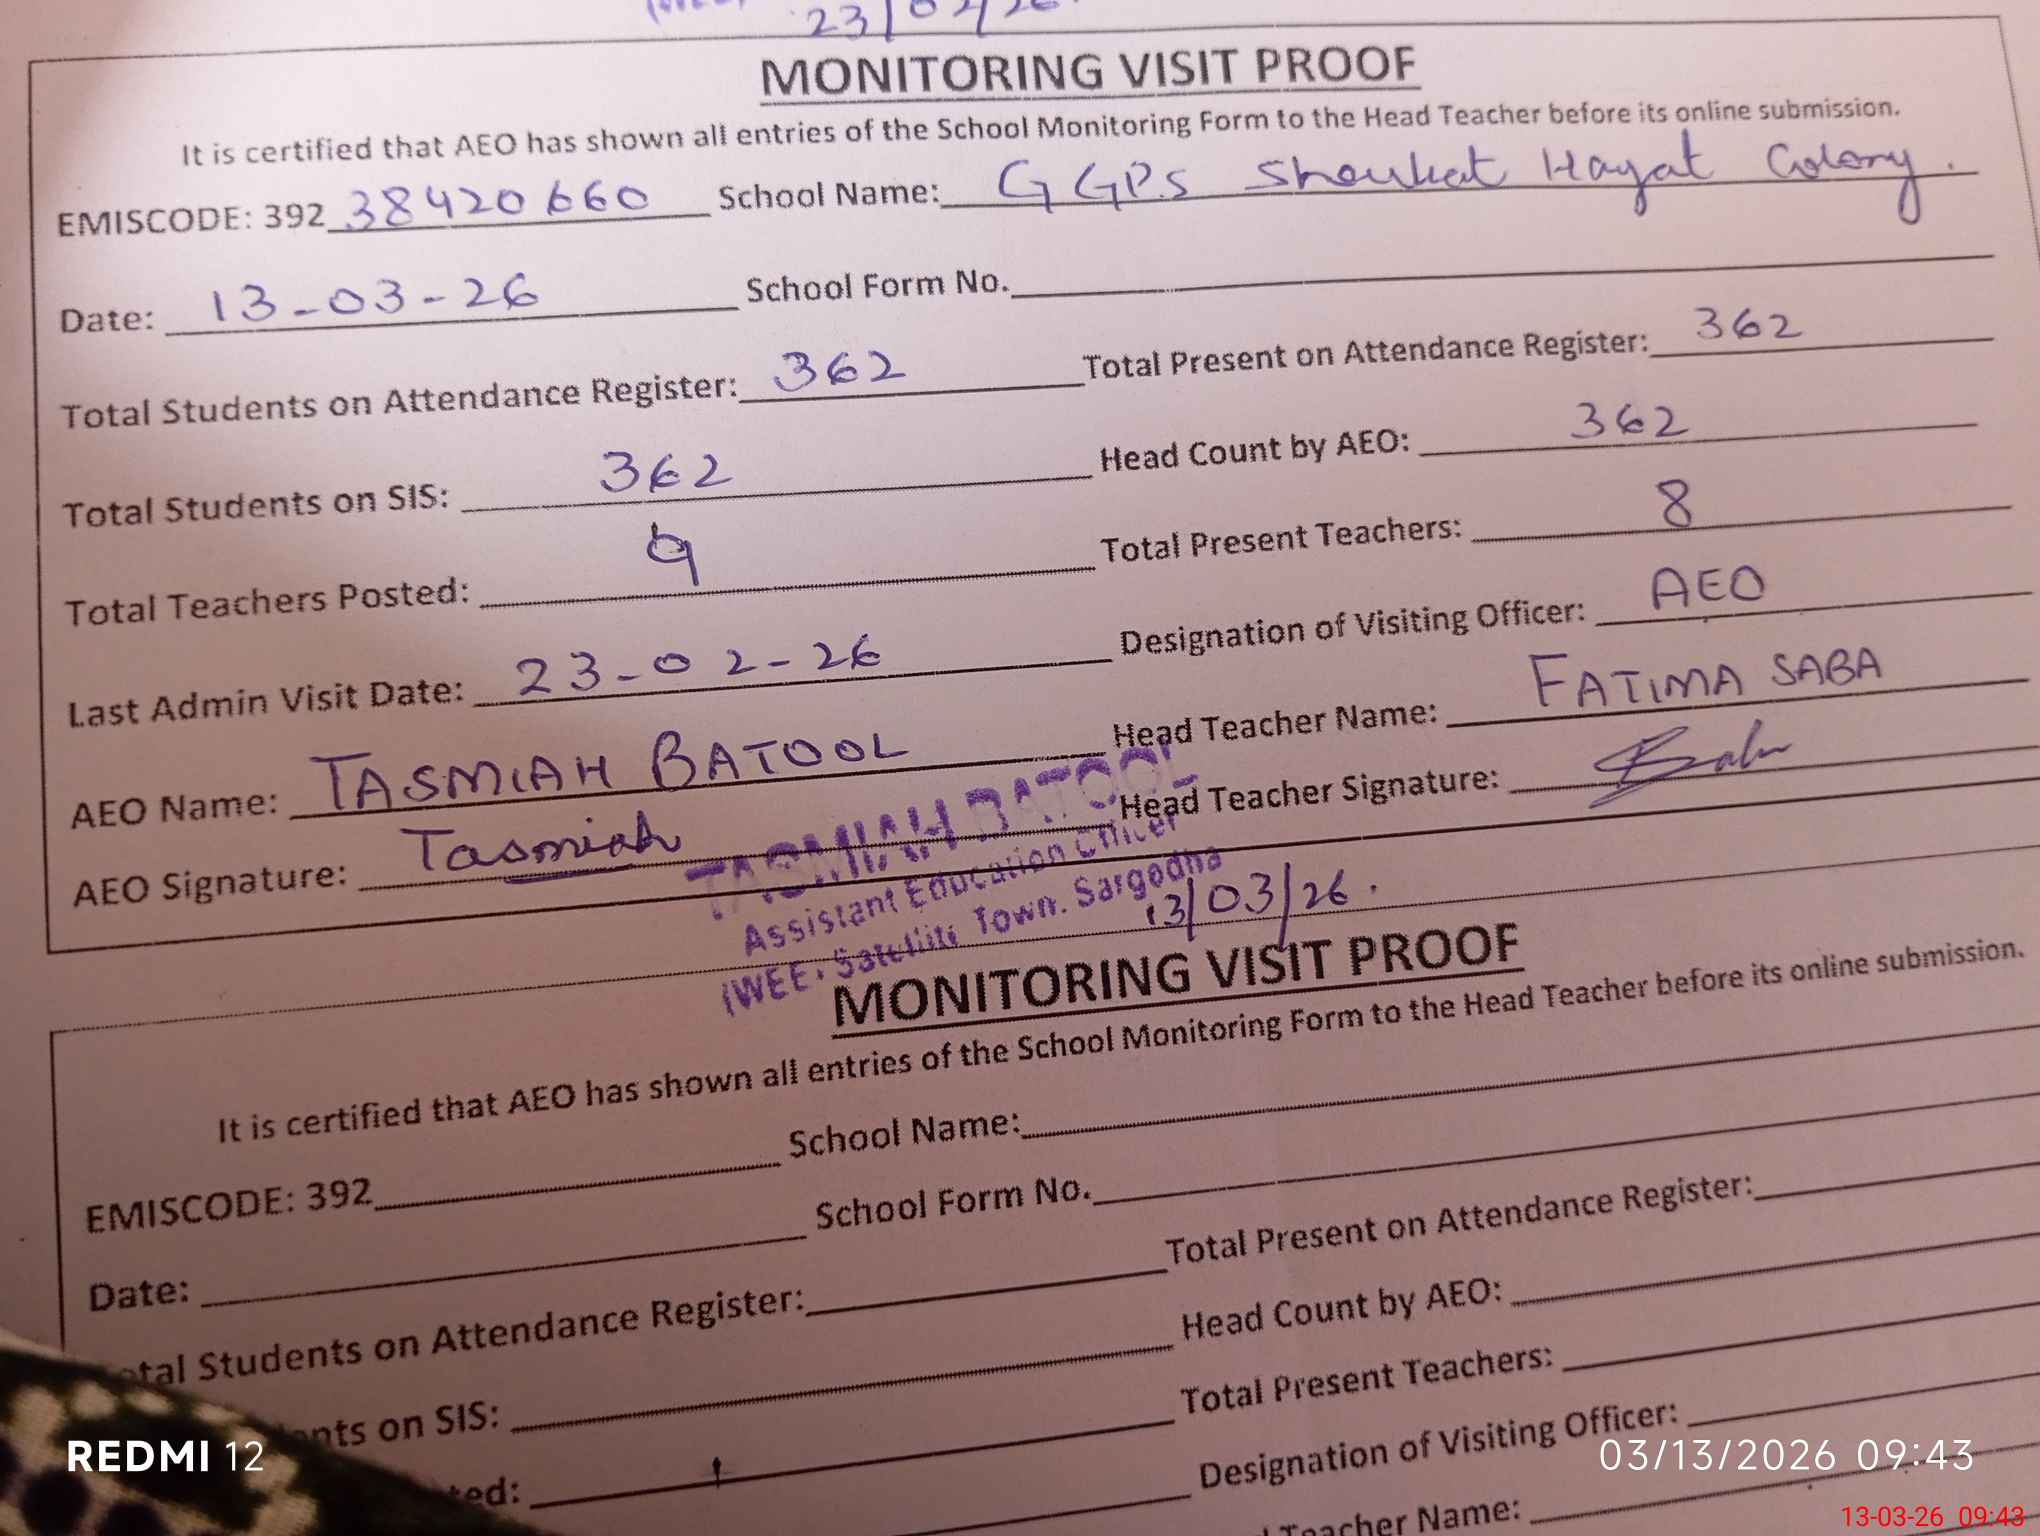 23/02/26.
MONITORING VISIT PROOF
It is certified that AEO has shown all entries of the School Monitoring Form to the Head Teacher before its online submission.
EMISCODE: 392 38420660 School Name: GGPS Shoukat Hayat Colony.
Date: 13-03-26 School Form No.
Total Students on Attendance Register: 362 Total Present on Attendance Register: 362
Total Students on SIS: 362 Head Count by AEO: 362
Total Teachers Posted: 9 Total Present Teachers: 8
Last Admin Visit Date: 23-02-26 Designation of Visiting Officer: AEO
AEO Name: TASMIAH BATOOL Head Teacher Name: FATIMA SABA
AEO Signature: Tasmiah Head Teacher Signature:
TASMIAH BATOOL
Assistant Education Officer
(WEE) Satellite Town. Sargodha
13/03/26.
MONITORING VISIT PROOF
It is certified that AEO has shown all entries of the School Monitoring Form to the Head Teacher before its online submission.
EMISCODE: 392 School Name:
Date: School Form No.
Total Students on Attendance Register: Total Present on Attendance Register:
on SIS: Head Count by AEO:
Total Present Teachers:
Designation of Visiting Officer:
Teacher Name:
REDMI 12
03/13/2026 09:43
13-03-26 09:43